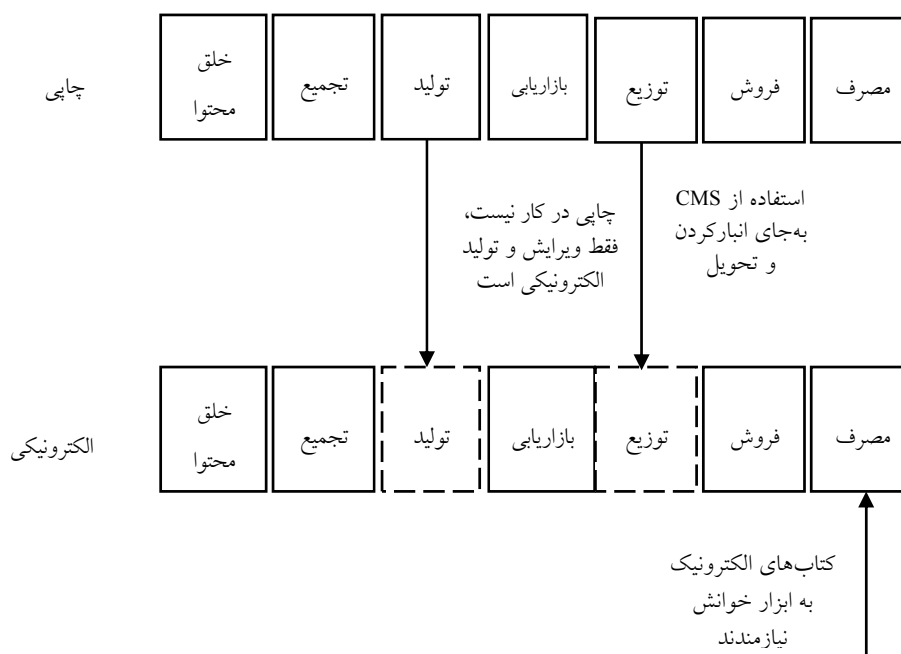 چاپی
خلق
محتوا
تجمیع
تولید
بازاریابی
توزیع
فروش
مصرف
چاپی در کار نیست،
فقط ویرایش و تولید
الکترونیکی است
استفاده از CMS
به‌جای انبارکردن
و تحویل
الکترونیکی
خلق
محتوا
تجمیع
تولید
بازاریابی
توزیع
فروش
مصرف
کتاب‌های الکترونیک
به ابزار خوانش
نیازمندند